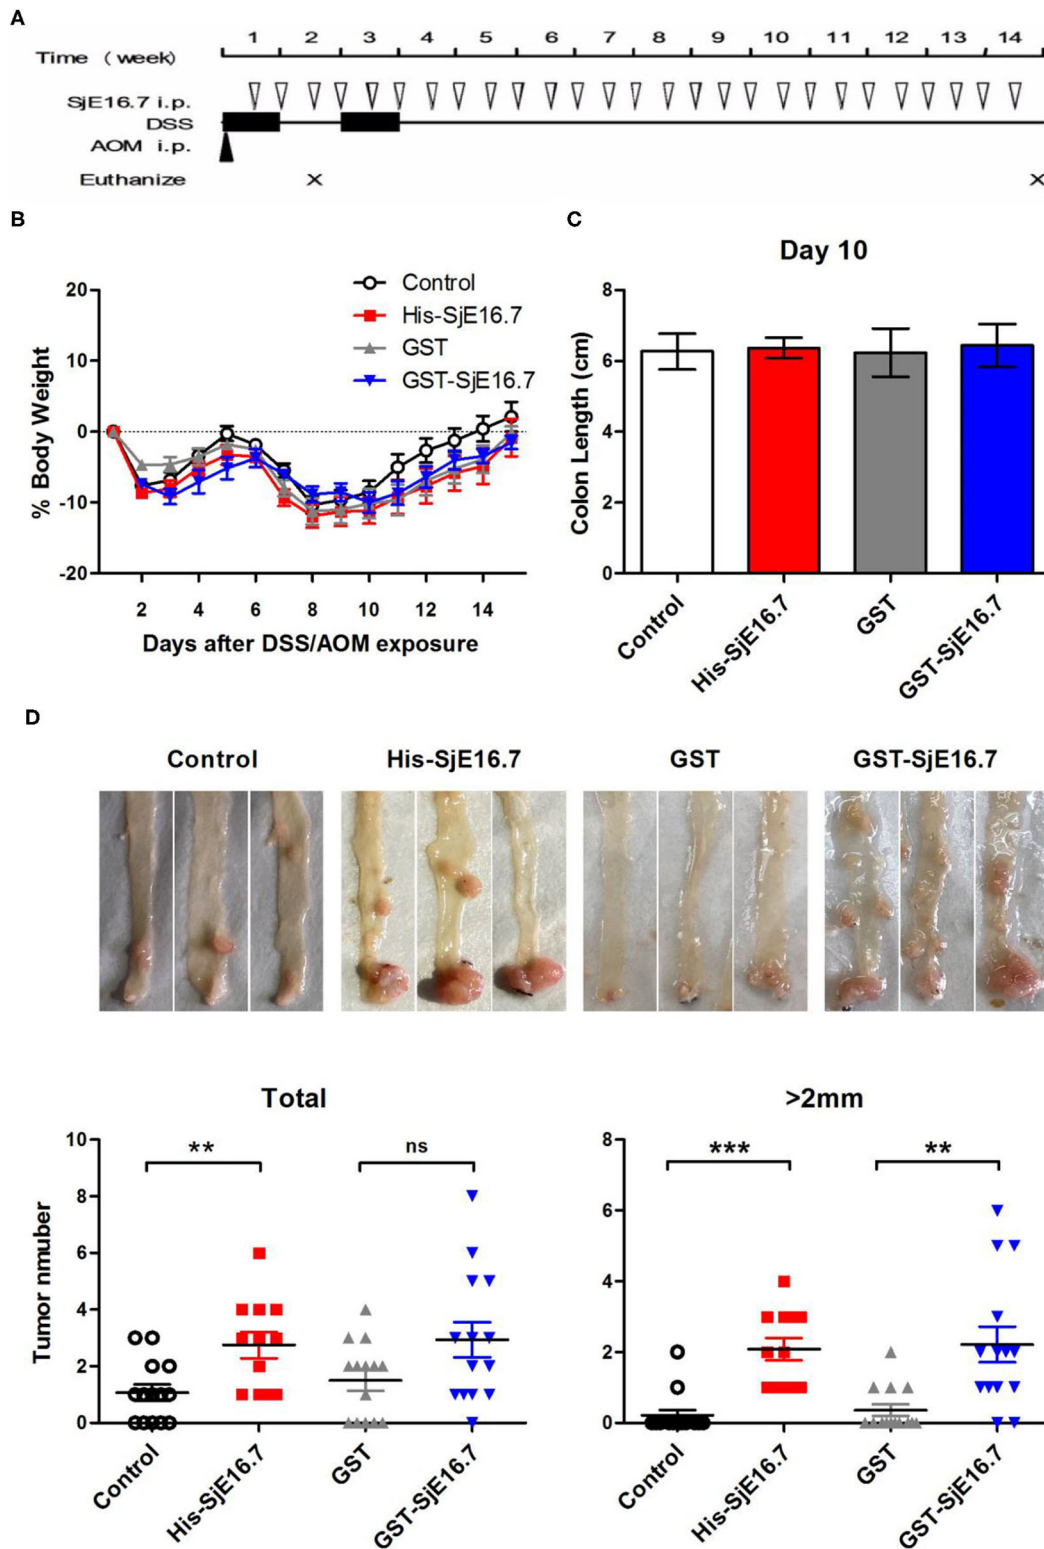 A
Time (week) 1 2 3 4 5 6 7 8 9 10 11 12 13 14
SjE16.7 i.p.
DSS
AOM i.p.
Euthanize X X
B
% Body Weight
20
10
0
-10
-20
Control
His-SjE16.7
GST
GST-SjE16.7
2 4 6 8 10 12 14
Days after DSS/AOM exposure
C
Day 10
Colon Length (cm)
8
6
4
2
0
Control His-SjE16.7 GST GST-SjE16.7
D
Control His-SjE16.7 GST GST-SjE16.7
Total
Tumor nmuber
10
8
6
4
2
0
** ns
Control His-SjE16.7 GST GST-SjE16.7
>2mm
8
6
4
2
0
*** **
Control His-SjE16.7 GST GST-SjE16.7